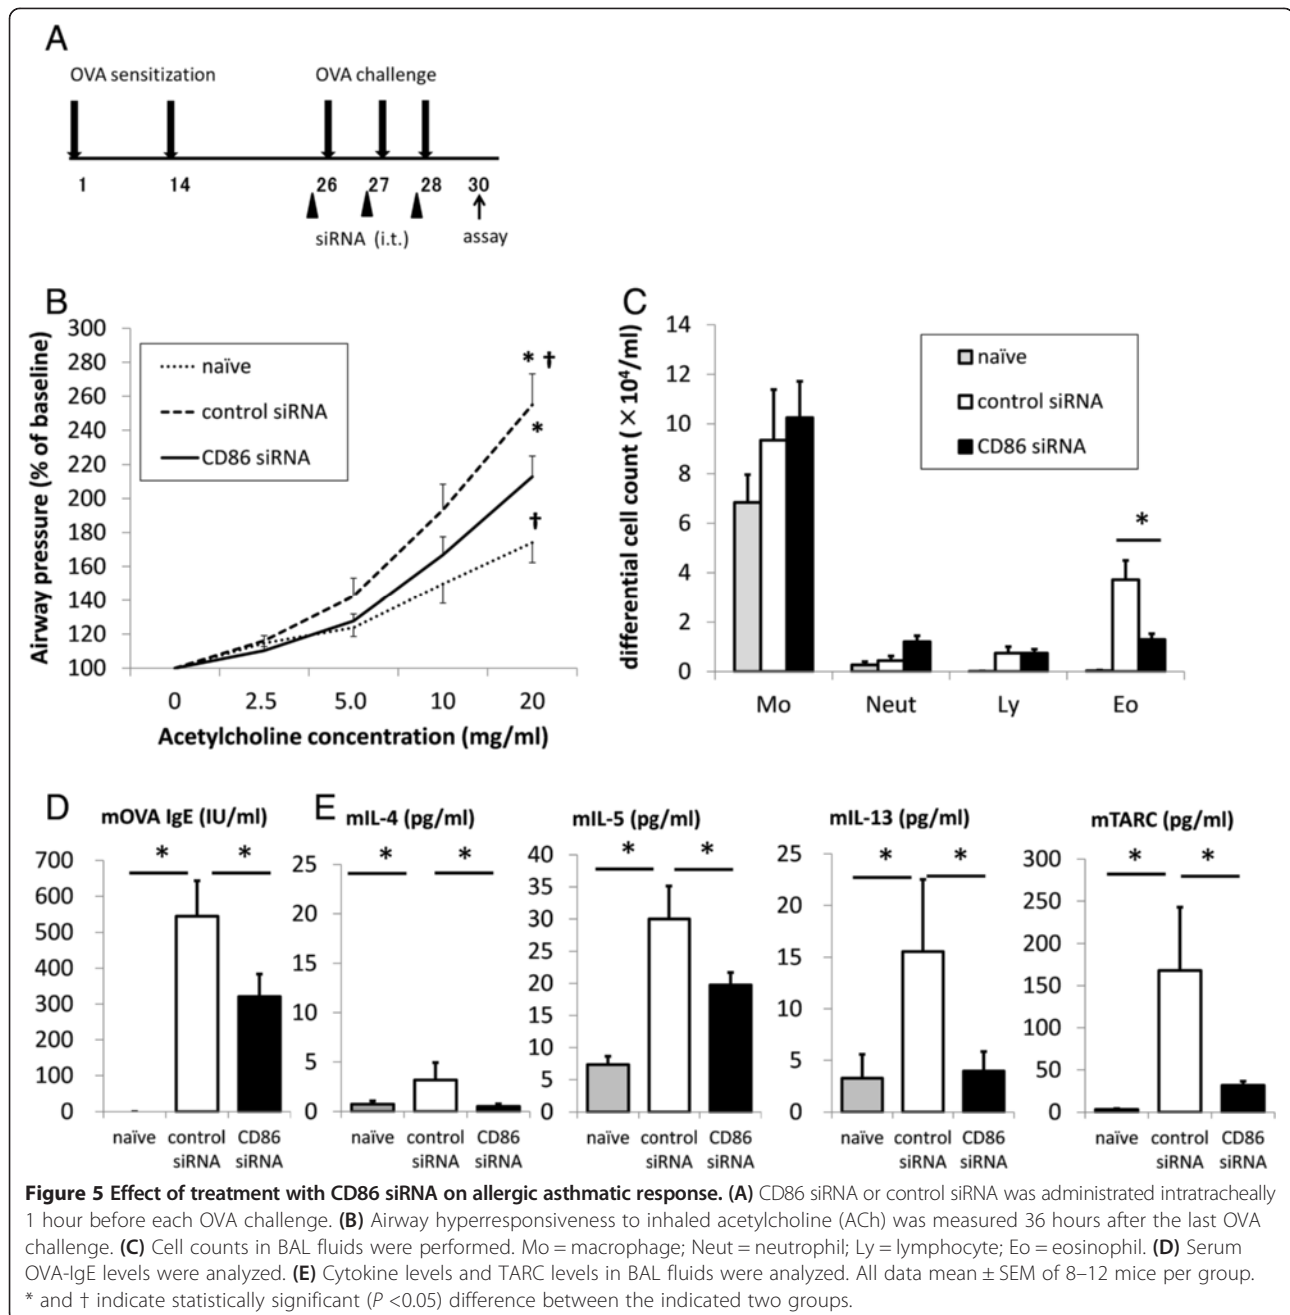 A
OVA sensitization OVA challenge
1 14 26 27 28 30
siRNA (i.t.) assay
B
Airway pressure (% of baseline)
300
280
260
240
220
200
180
160
140
120
100
naïve
control siRNA
CD86 siRNA
* †
*
†
0 2.5 5.0 10 20
Acetylcholine concentration (mg/ml)
C
differential cell count (×10⁴/ml)
14
12
10
8
6
4
2
0
naïve
control siRNA
CD86 siRNA
*
Mo Neut Ly Eo
D
mOVA IgE (IU/ml)
* *
700
600
500
400
300
200
100
0
naïve control CD86
siRNA siRNA
E
mIL-4 (pg/ml)
* *
25
20
15
10
5
0
naïve control CD86
siRNA siRNA
mIL-5 (pg/ml)
* *
40
35
30
25
20
15
10
5
0
naïve control CD86
siRNA siRNA
mIL-13 (pg/ml)
* *
25
20
15
10
5
0
naïve control CD86
siRNA siRNA
mTARC (pg/ml)
* *
300
250
200
150
100
50
0
naïve control CD86
siRNA siRNA
Figure 5 Effect of treatment with CD86 siRNA on allergic asthmatic response. (A) CD86 siRNA or control siRNA was administrated intratracheally
1 hour before each OVA challenge. (B) Airway hyperresponsiveness to inhaled acetylcholine (ACh) was measured 36 hours after the last OVA
challenge. (C) Cell counts in BAL fluids were performed. Mo = macrophage; Neut = neutrophil; Ly = lymphocyte; Eo = eosinophil. (D) Serum
OVA-IgE levels were analyzed. (E) Cytokine levels and TARC levels in BAL fluids were analyzed. All data mean ± SEM of 8–12 mice per group.
* and † indicate statistically significant (P <0.05) difference between the indicated two groups.